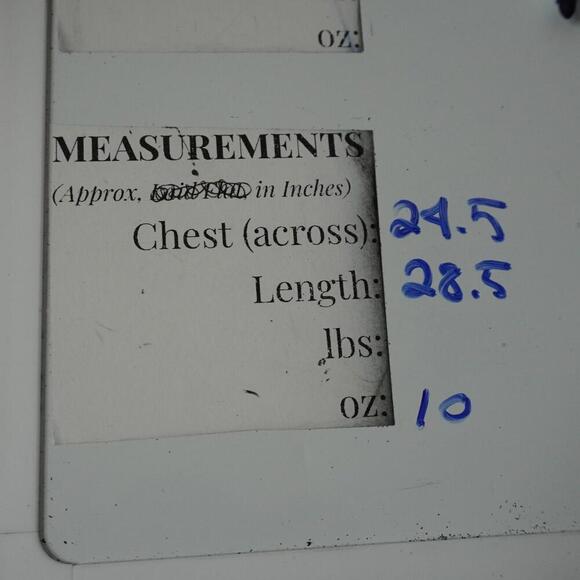 oz:
MEASUREMENTS
(Approx, in Inches)
Chest (across): 24.5
Length: 28.5
lbs:
oz: 10